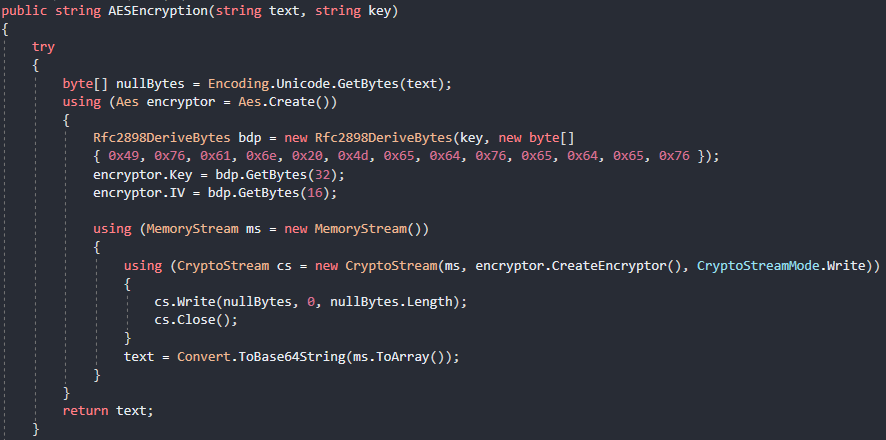 public string AESEncryption(string text, string key)
{
try
{
byte[] nullBytes = Encoding.Unicode.GetBytes(text);
using (Aes encryptor = Aes.Create())
{
Rfc2898DeriveBytes bdp = new Rfc2898DeriveBytes(key, new byte[]
{ 0x49, 0x76, 0x61, 0x6e, 0x20, 0x4d, 0x65, 0x64, 0x76, 0x65, 0x64, 0x65, 0x76 });
encryptor.Key = bdp.GetBytes(32);
encryptor.IV = bdp.GetBytes(16);
using (MemoryStream ms = new MemoryStream())
{
using (CryptoStream cs = new CryptoStream(ms, encryptor.CreateEncryptor(), CryptoStreamMode.Write))
{
cs.Write(nullBytes, 0, nullBytes.Length);
cs.Close();
}
text = Convert.ToBase64String(ms.ToArray());
}
}
return text;
}